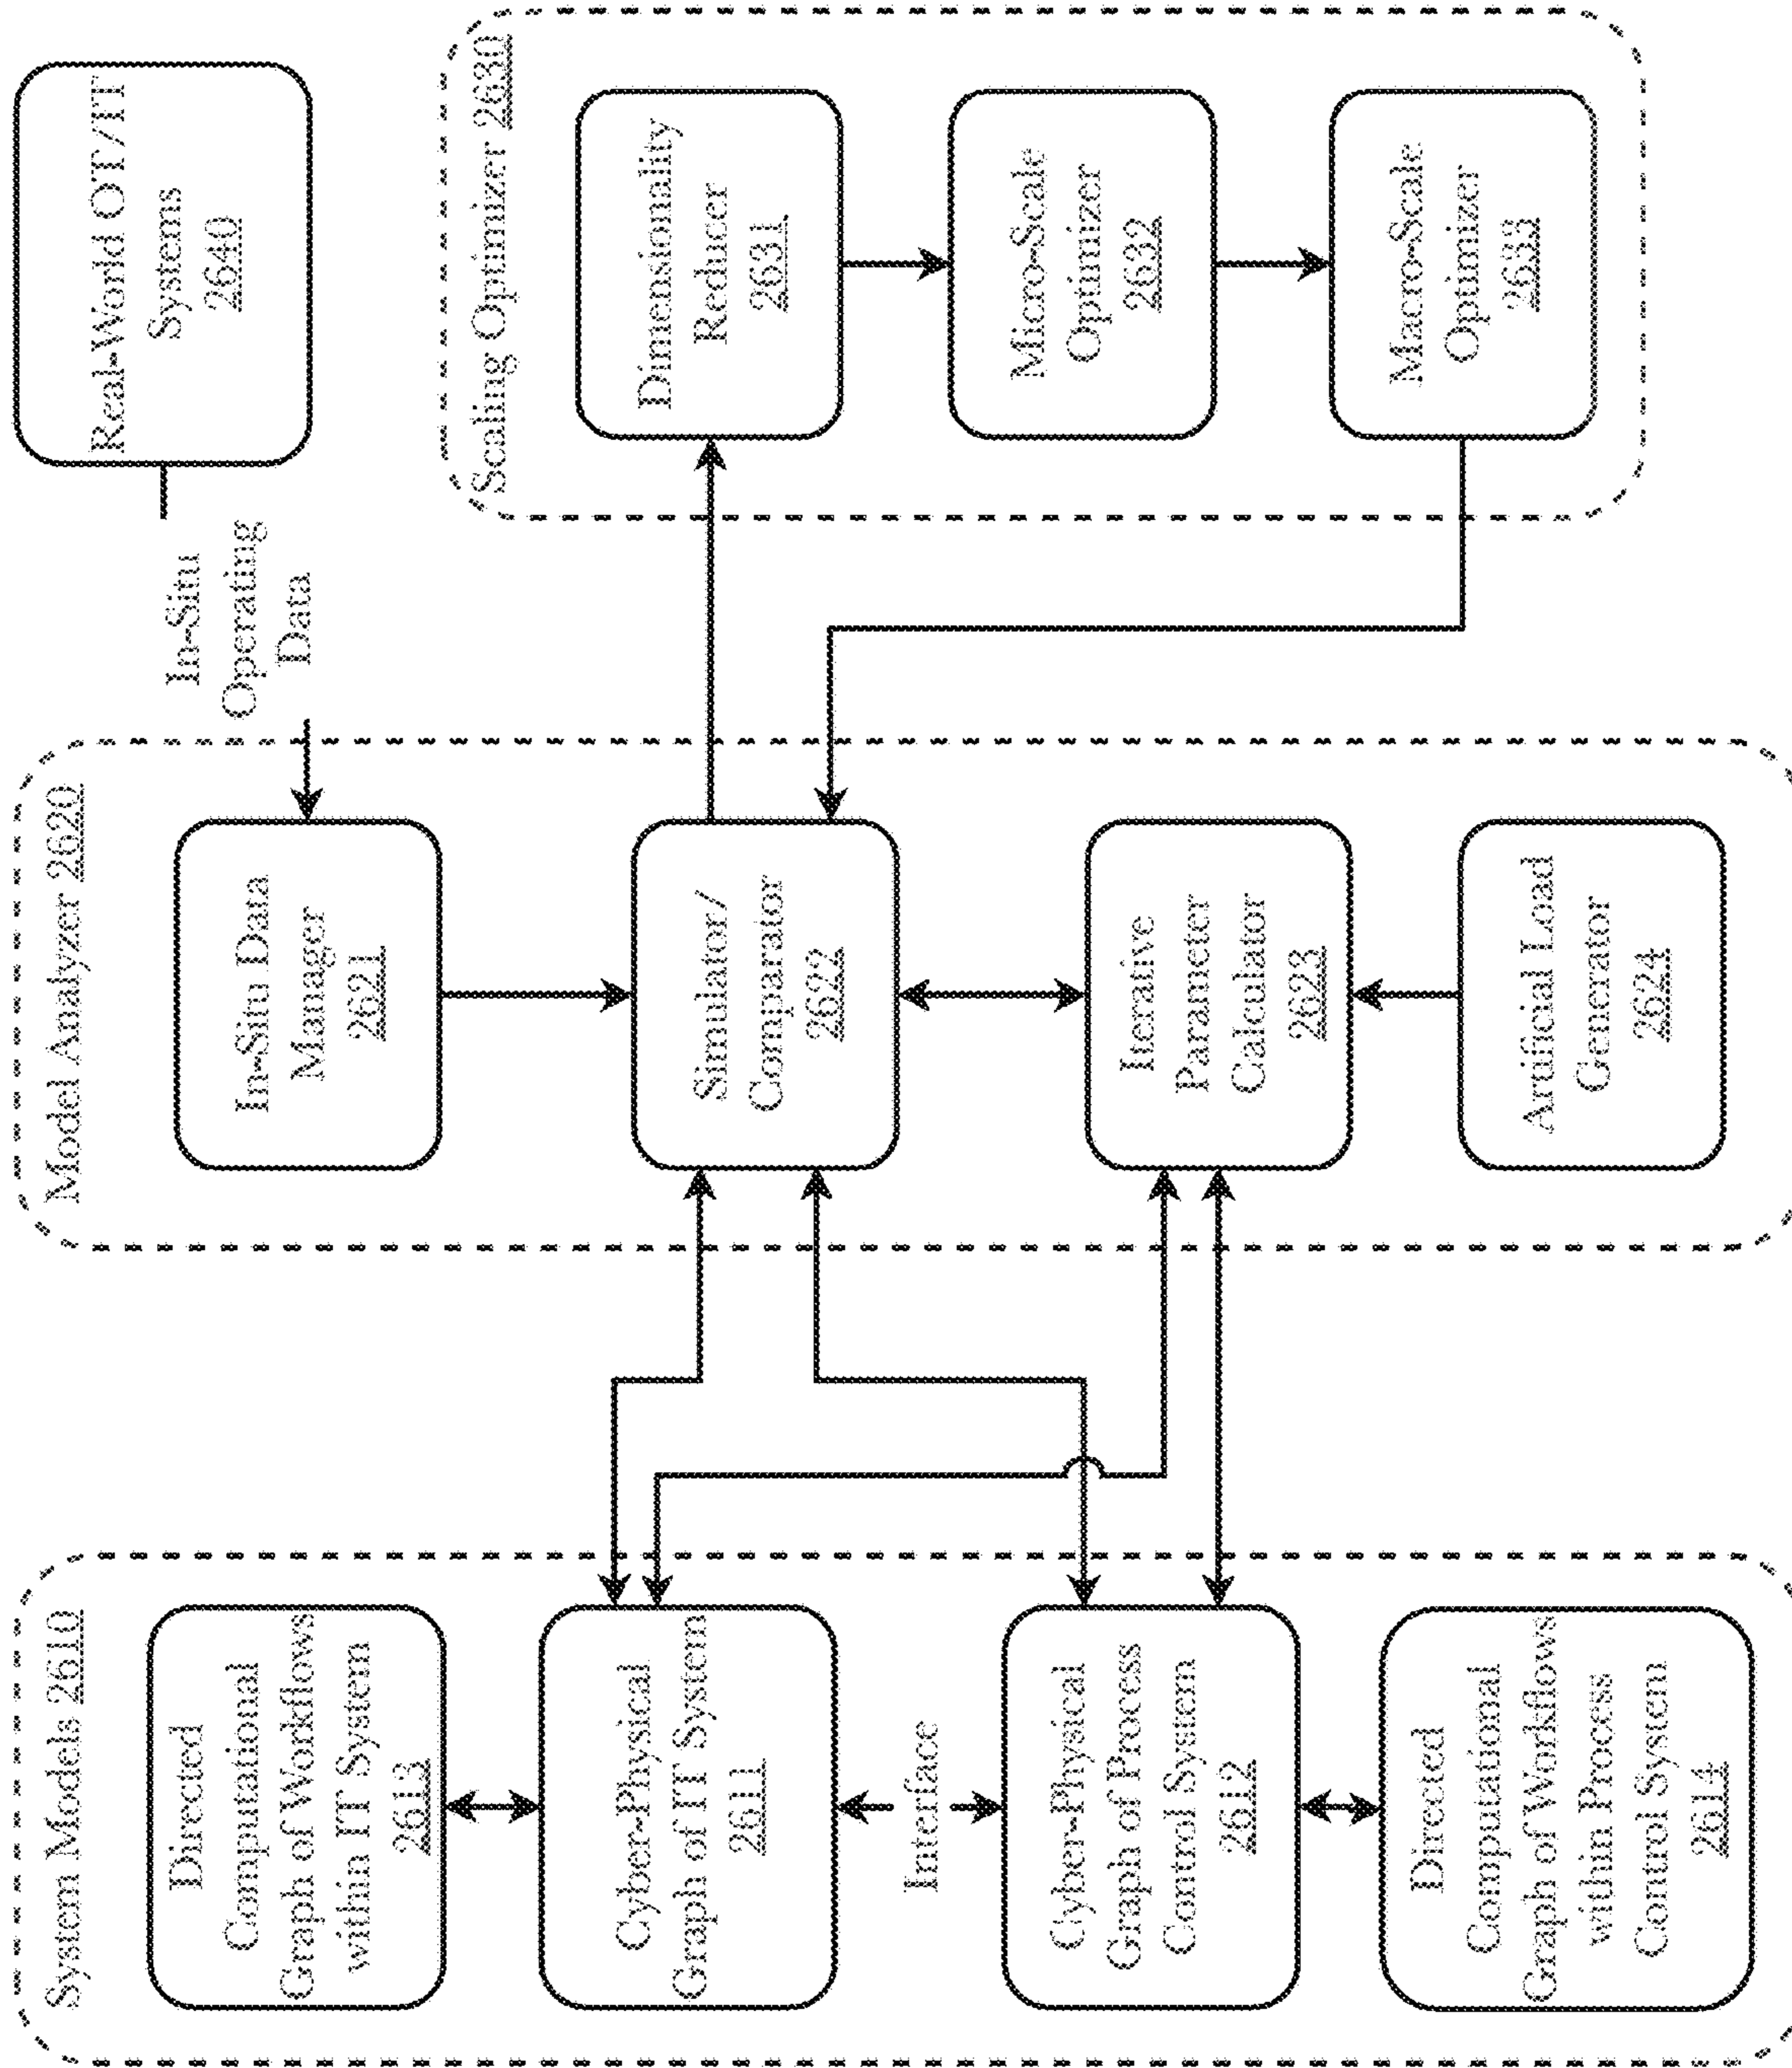 System Models 2610
Directed
Computational
Graph of Workflows
within IT System
2613
Cyber-Physical
Graph of IT System
2611
Interface
Cyber-Physical
Graph of Process
Control System
2612
Directed
Computational
Graph of Workflows
within Process
Control System
2614
Model Analyzer 2620
In-Situ Data
Manager
2621
Simulator/
Comparator
2622
Iterative
Parameter
Calculator
2623
Artificial Load
Generator
2624
In-Situ
Operating
Data
Real-World OT/IT
Systems
2640
Scaling Optimizer 2630
Dimensionality
Reducer
2631
Micro-Scale
Optimizer
2632
Macro-Scale
Optimizer
2633